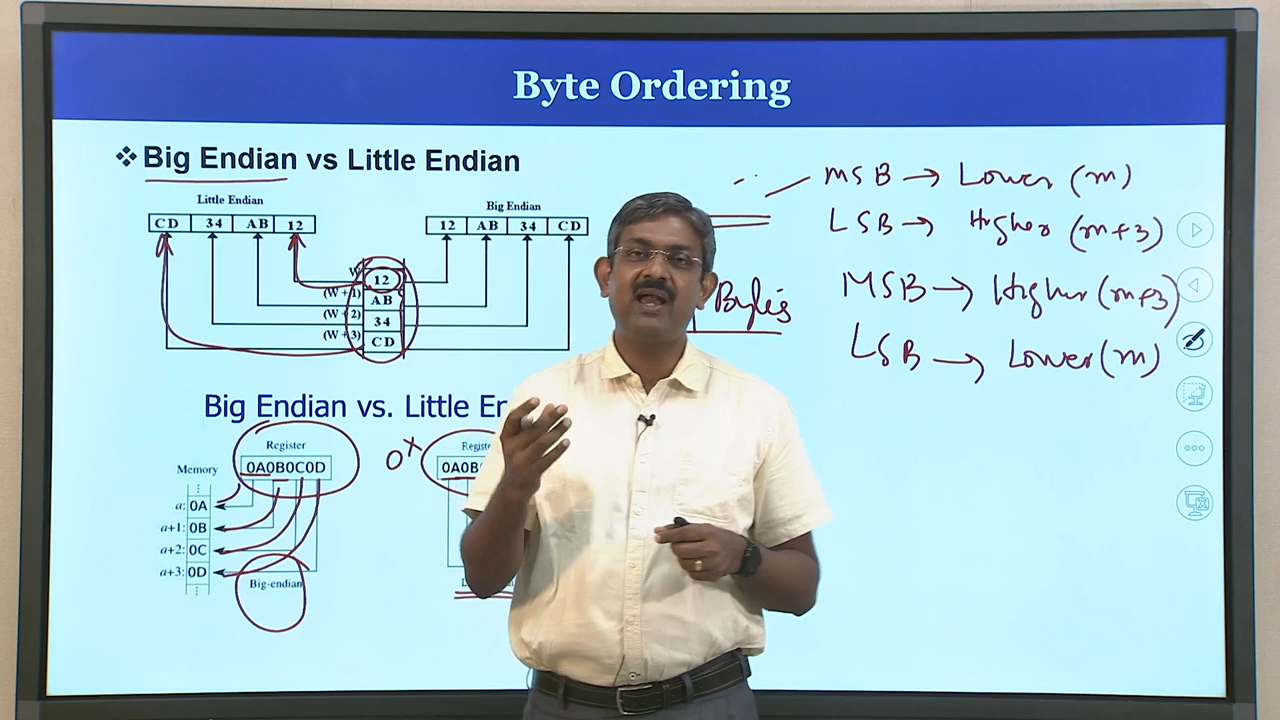 Byte Ordering
❖ Big Endian vs Little Endian
Little Endian
CD 34 AB 12
Big Endian
12 AB 34 CD
W 12
(W + 1) AB
(W + 2) 34
(W + 3) CD
MSB → Lower (m)
LSB → Higher (m+3)
MSB → Higher (m+3)
LSB → Lower (m)
Bytes
Big Endian vs. Little En
Register
0A0B0C0D
Memory
a: 0A
a+1: 0B
a+2: 0C
a+3: 0D
Big-endian
0x
Registe
0A0B